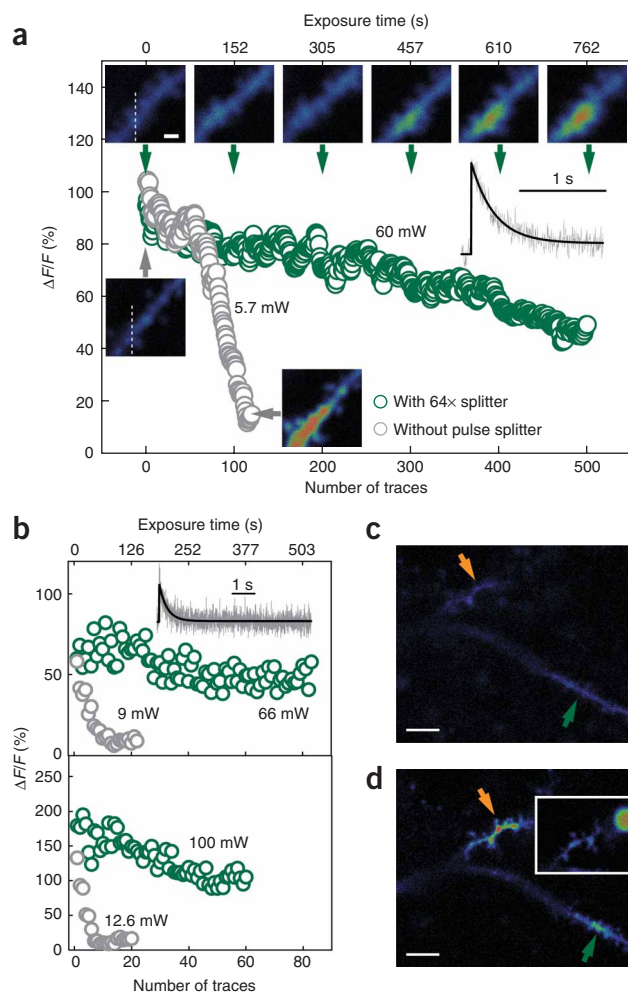 a
Exposure time (s)
0 152 305 457 610 762
140
120
100
80
60
40
20
0
ΔF/F (%)
1 s
60 mW
5.7 mW
With 64× splitter
Without pulse splitter
0 100 200 300 400 500
Number of traces
b
Exposure time (s)
0 126 252 377 503
100
50
0
1 s
9 mW
66 mW
ΔF/F (%)
250
200
150
100
50
0
100 mW
12.6 mW
0 20 40 60 80
Number of traces
c
d